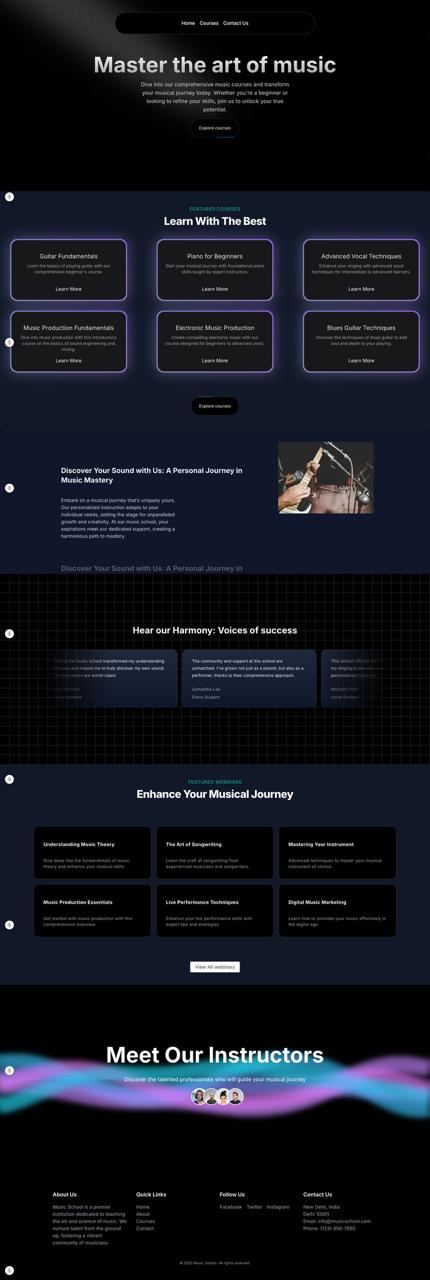 Home Courses Contact Us
Master the art of music
Dive into our comprehensive music courses and transform
your musical journey today. Whether you're a beginner or
looking to refine your skills, join us to unlock your true
potential.
Explore courses
FEATURED COURSES
Learn With The Best
Guitar Fundamentals
Learn the basics of playing guitar with our
comprehensive beginner's course.
Learn More
Piano for Beginners
Start your musical journey with foundational piano
skills taught by expert instructors.
Learn More
Advanced Vocal Techniques
Enhance your singing with advanced vocal
techniques for intermediate to advanced learners.
Learn More
Music Production Fundamentals
Dive into music production with this introductory
course on the basics of sound engineering and
mixing.
Learn More
Electronic Music Production
Create compelling electronic music with our
course designed for beginners to advanced users.
Learn More
Blues Guitar Techniques
Discover the techniques of blues guitar to add
soul and depth to your playing.
Learn More
Explore courses
Discover Your Sound with Us: A Personal Journey in
Music Mastery
Embark on a musical journey that's uniquely yours.
Our personalized instruction adapts to your
individual needs, setting the stage for unparalleled
growth and creativity. At our music school, your
aspirations meet our dedicated support, creating a
harmonious path to mastery.
Discover Your Sound with Us: A Personal Journey in
Hear our Harmony: Voices of success
the music school transformed my understanding
and helped me to truly discover my own sound.
instructors are world-class!
The community and support at this school are
unmatched. I've grown not just as a pianist, but also as a
performer, thanks to their comprehensive approach.
Samantha Lee
Piano Student
This school
my singing to the
personalized
Michael Chen
FEATURED WEBINARS
Enhance Your Musical Journey
Understanding Music Theory
Dive deep into the fundamentals of music
theory and enhance your musical skills.
The Art of Songwriting
Learn the craft of songwriting from
experienced musicians and songwriters.
Mastering Your Instrument
Advanced techniques to master your musical
instrument of choice.
Music Production Essentials
Get started with music production with this
comprehensive overview.
Live Performance Techniques
Enhance your live performance skills with
expert tips and strategies.
Digital Music Marketing
Learn how to promote your music effectively in
the digital age.
View All webinars
Meet Our Instructors
Discover the talented professionals who will guide your musical journey
About Us
Music School is a premier
institution dedicated to teaching
the art and science of music. We
nurture talent from the ground
up, fostering a vibrant
community of musicians.
Quick Links
Home
About
Courses
Contact
Follow Us
Facebook Twitter Instagram
Contact Us
New Delhi, India
Delhi 10001
Email: info@musicschool.com
Phone: (123) 456-7890
© 2025 Music School. All rights reserved.